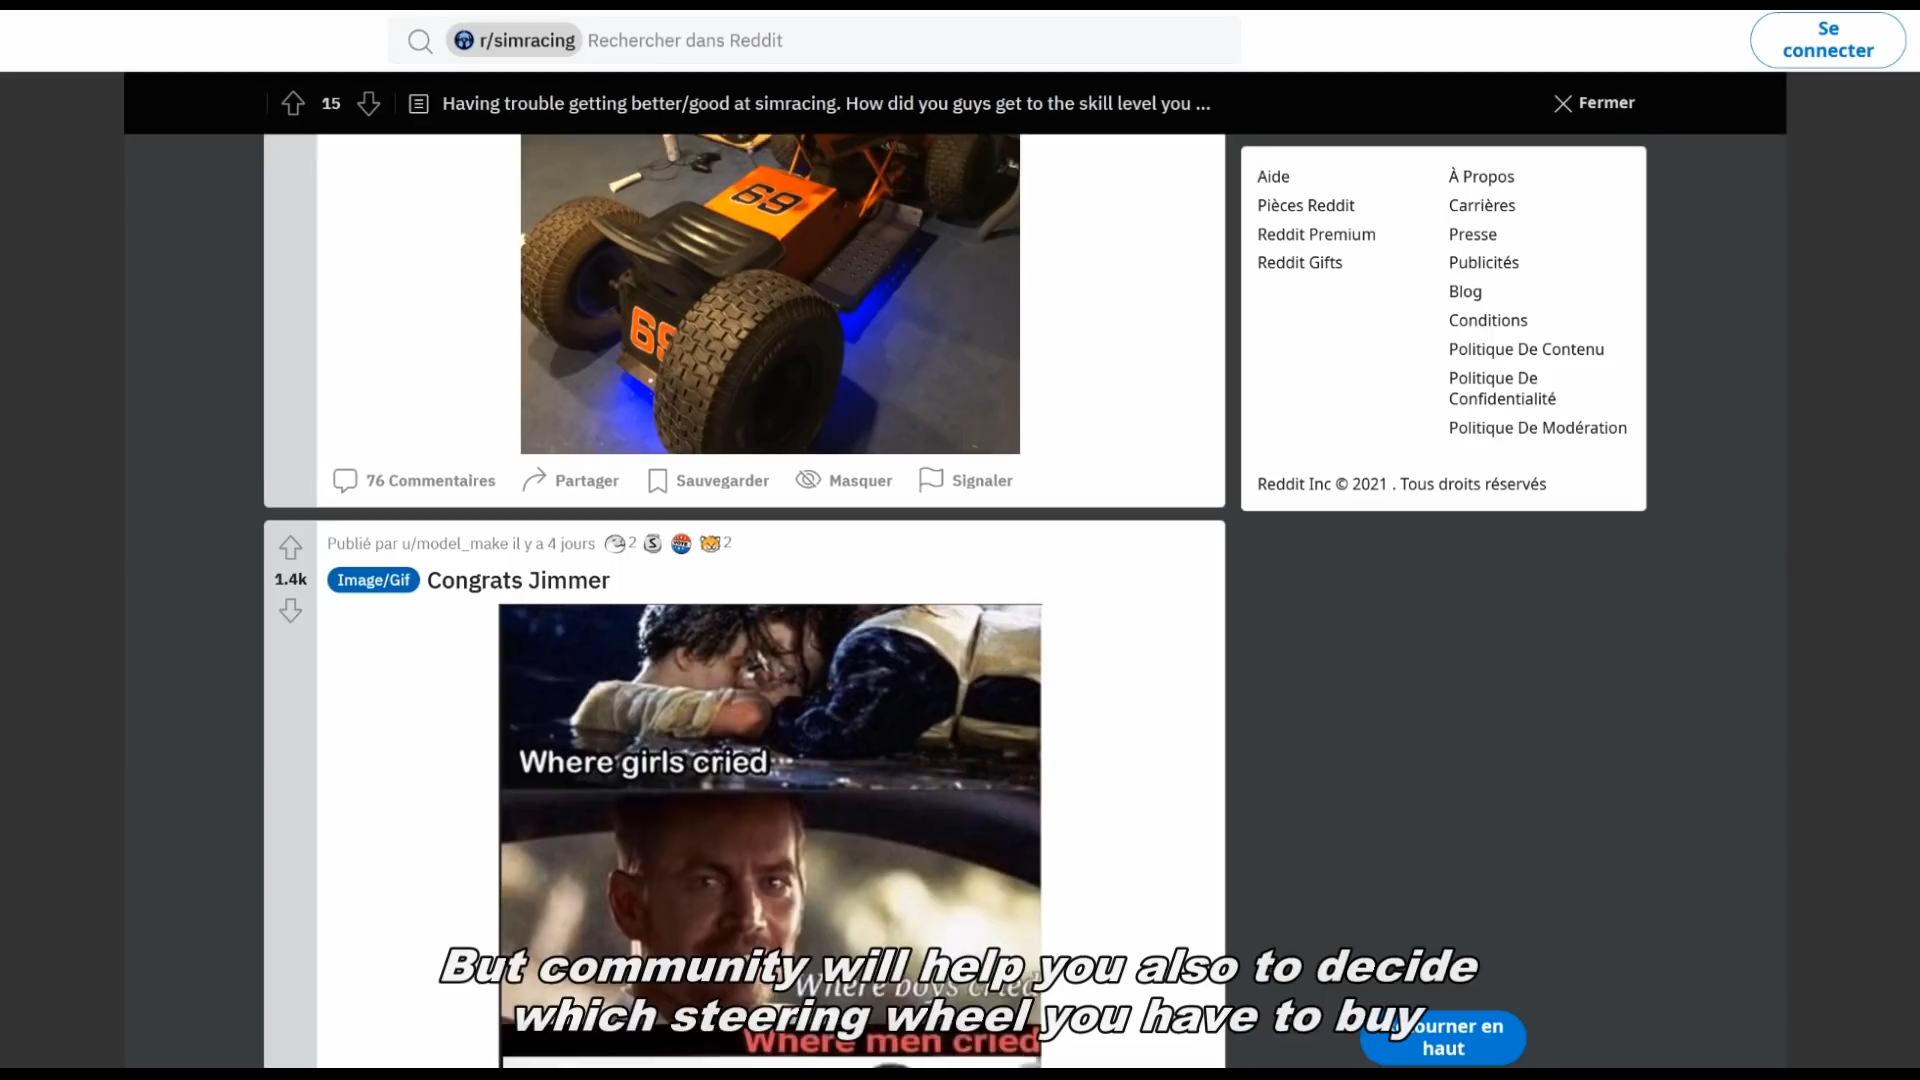 r/simracing Rechercher dans Reddit
Se
connecter
15 Having trouble getting better/good at simracing. How did you guys get to the skill level you ...
Fermer
69
69
76 Commentaires Partager Sauvegarder Masquer Signaler
Aide
Pièces Reddit
Reddit Premium
Reddit Gifts
À Propos
Carrières
Presse
Publicités
Blog
Conditions
Politique De Contenu
Politique De
Confidentialité
Politique De Modération
Reddit Inc © 2021 . Tous droits réservés
Publié par u/model_make il y a 4 jours 2 2
1.4k
Image/Gif Congrats Jimmer
Where girls cried
Where boys cried
Where men cried
But community will help you also to decide
which steering wheel you have to buy
ourner en
haut